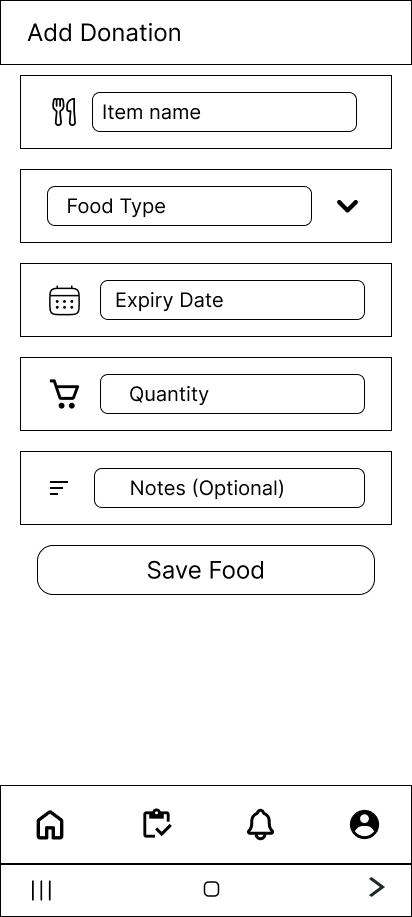 Add Donation
Item name
Food Type
Expiry Date
Quantity
Notes (Optional)
Save Food